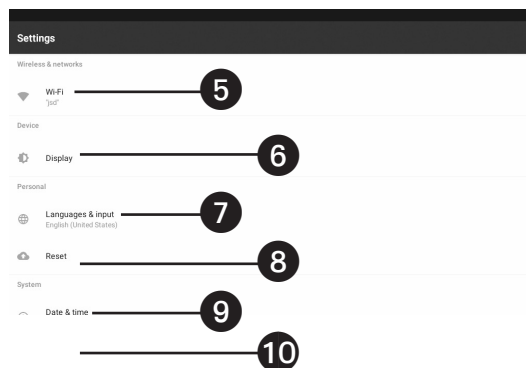 Settings
Wireless & networks
Wi-Fi
"jsd"
5
Device
Display
6
Personal
Languages & input
English (United States)
7
Reset
8
System
Date & time
9
10